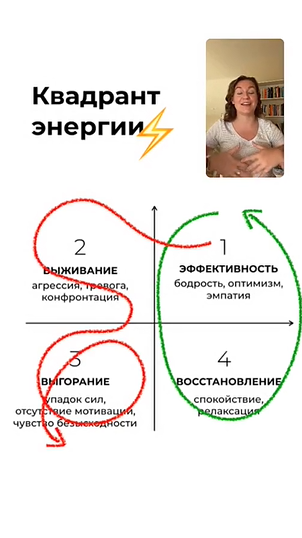 Квадрант
энергии
2
ВЫЖИВАНИЕ
агрессия, тревога,
конфронтация
1
ЭФФЕКТИВНОСТЬ
бодрость, оптимизм,
эмпатия
3
ВЫГОРАНИЕ
упадок сил,
отсутствие мотивации,
чувство безысходности
4
ВОССТАНОВЛЕНИЕ
спокойствие,
релаксация